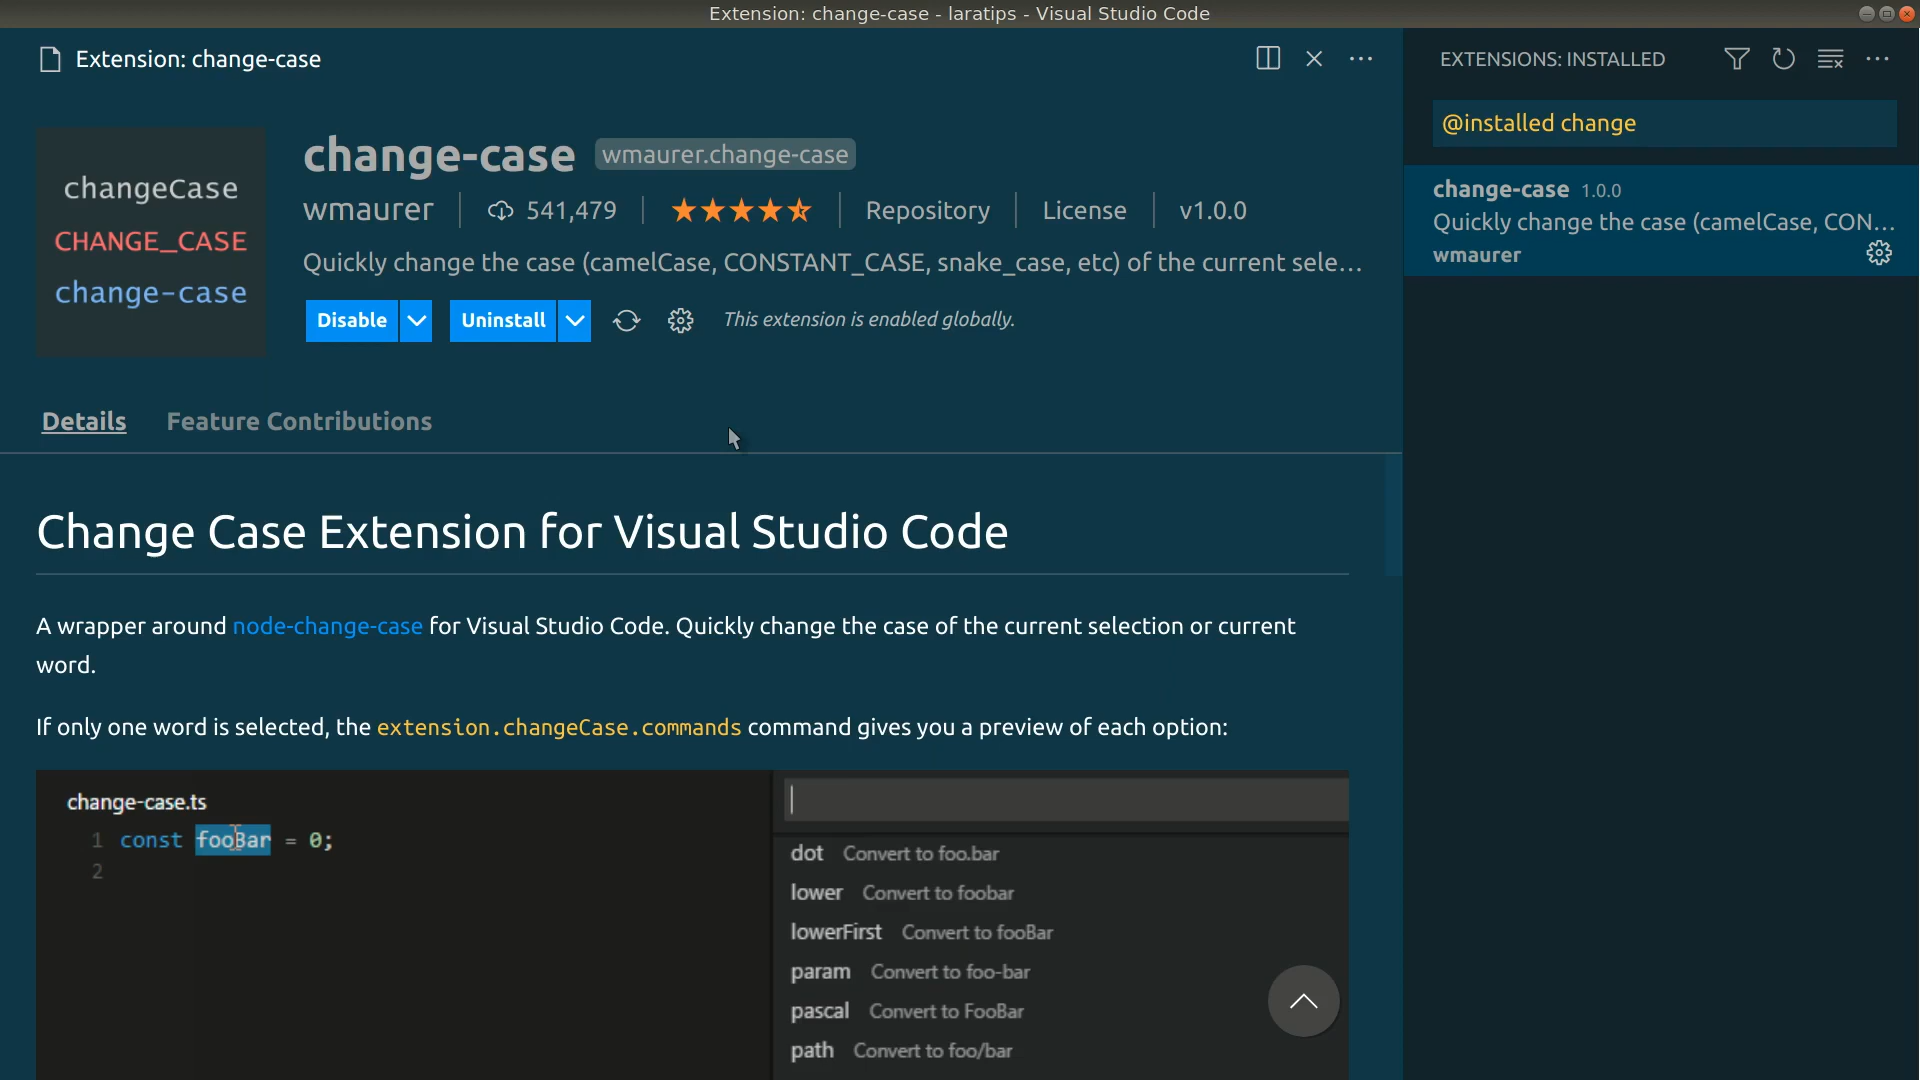 Extension: change-case - laratips - Visual Studio Code
Extension: change-case
EXTENSIONS: INSTALLED
@installed change
change-case 1.0.0
Quickly change the case (camelCase, CON...
wmaurer
changeCase
CHANGE_CASE
change-case
change-case wmaurer.change-case
wmaurer 541,479 Repository License v1.0.0
Quickly change the case (camelCase, CONSTANT_CASE, snake_case, etc) of the current sele...
Disable Uninstall This extension is enabled globally.
Details Feature Contributions
Change Case Extension for Visual Studio Code
A wrapper around node-change-case for Visual Studio Code. Quickly change the case of the current selection or current
word.
If only one word is selected, the extension.changeCase.commands command gives you a preview of each option:
change-case.ts
1 const fooBar = 0;
2
dot Convert to foo.bar
lower Convert to foobar
lowerFirst Convert to fooBar
param Convert to foo-bar
pascal Convert to FooBar
path Convert to foo/bar